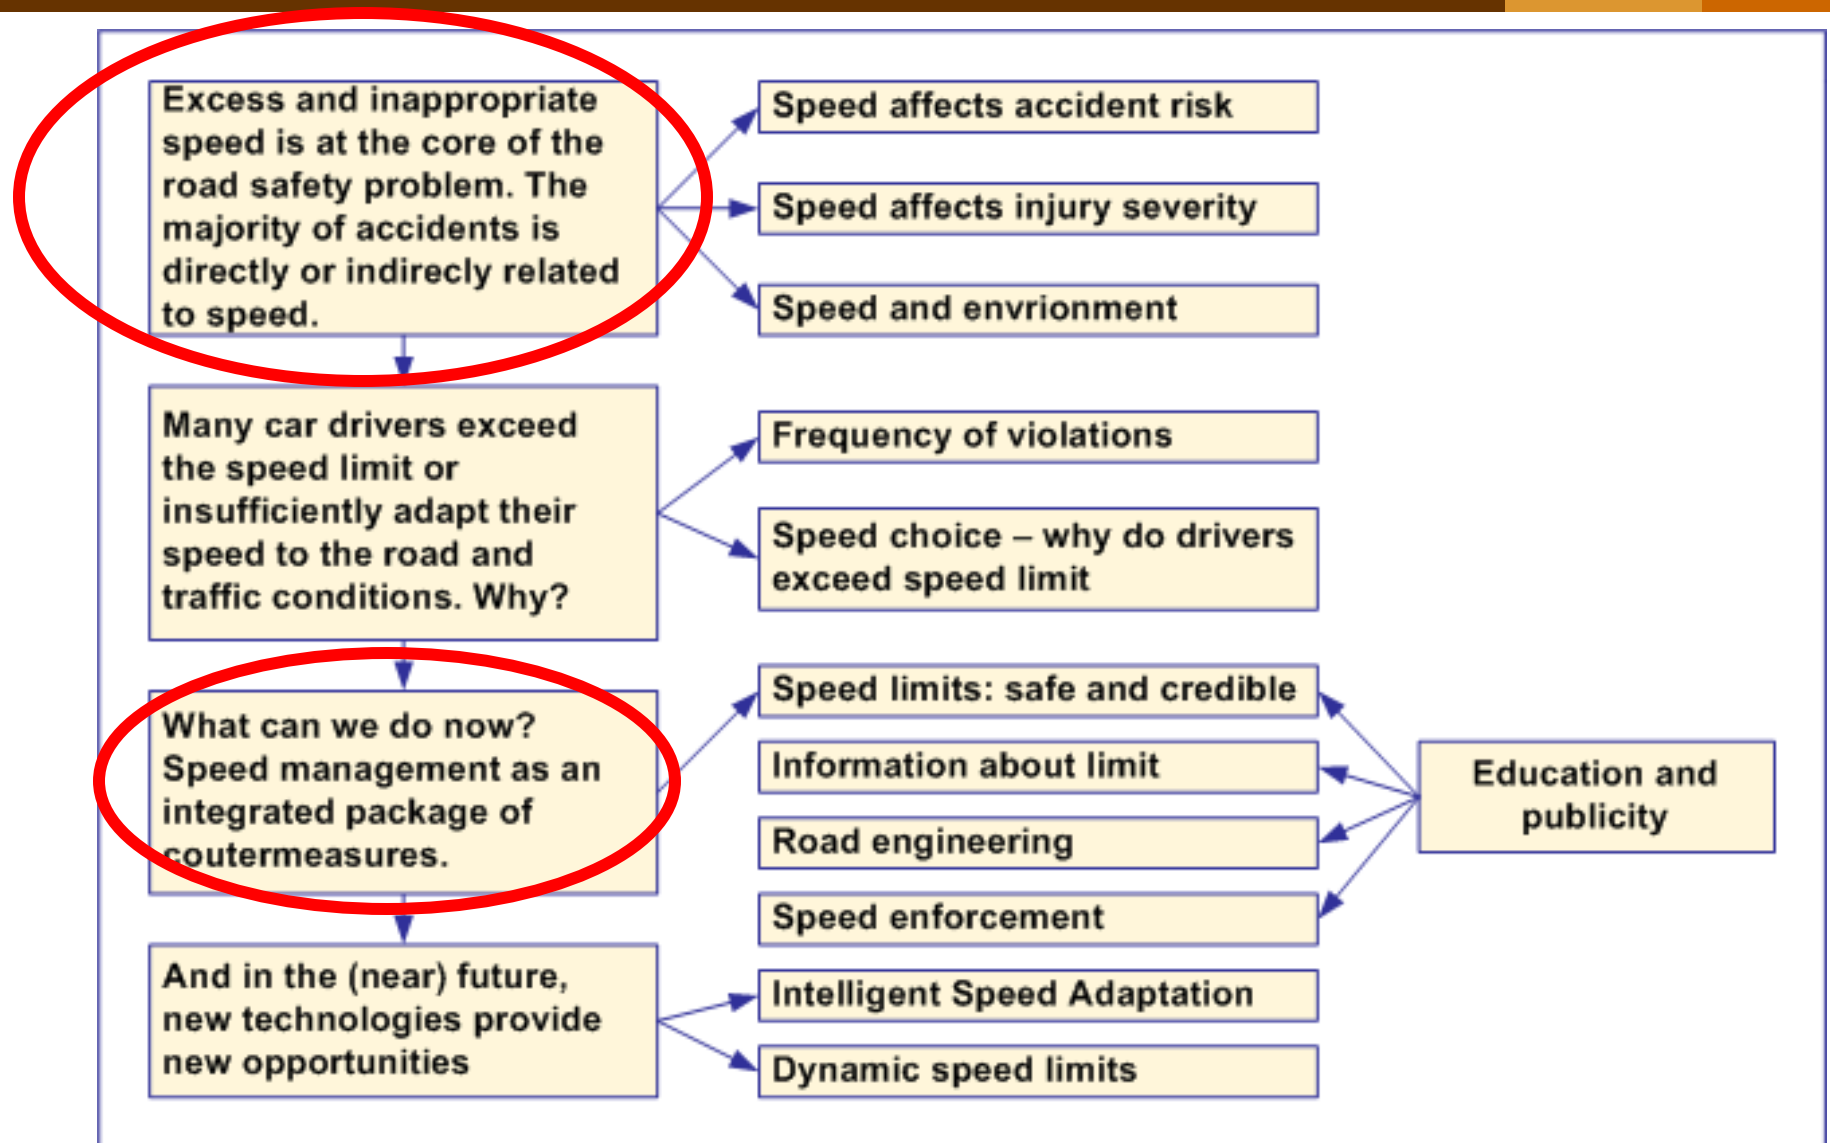 Excess and inappropriate
speed is at the core of the
road safety problem. The
majority of accidents is
directly or indirecly related
to speed.
Speed affects accident risk
Speed affects injury severity
Speed and envrionment
Many car drivers exceed
the speed limit or
insufficiently adapt their
speed to the road and
traffic conditions. Why?
Frequency of violations
Speed choice – why do drivers
exceed speed limit
What can we do now?
Speed management as an
integrated package of
coutermeasures.
Speed limits: safe and credible
Information about limit
Road engineering
Speed enforcement
Education and
publicity
And in the (near) future,
new technologies provide
new opportunities
Intelligent Speed Adaptation
Dynamic speed limits